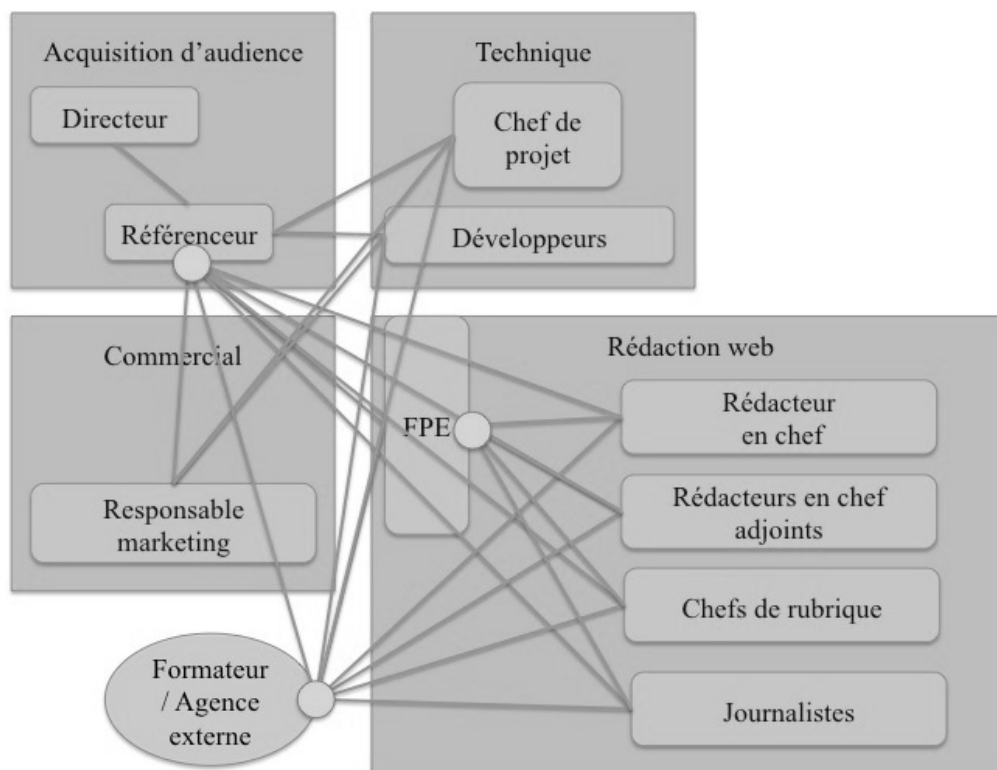 Acquisition d’audience
Directeur
Référenceur
Technique
Chef de
projet
Développeurs
Commercial
Responsable
marketing
Rédaction web
FPE
Rédacteur
en chef
Rédacteurs en chef
adjoints
Chefs de rubrique
Journalistes
Formateur
/ Agence
externe